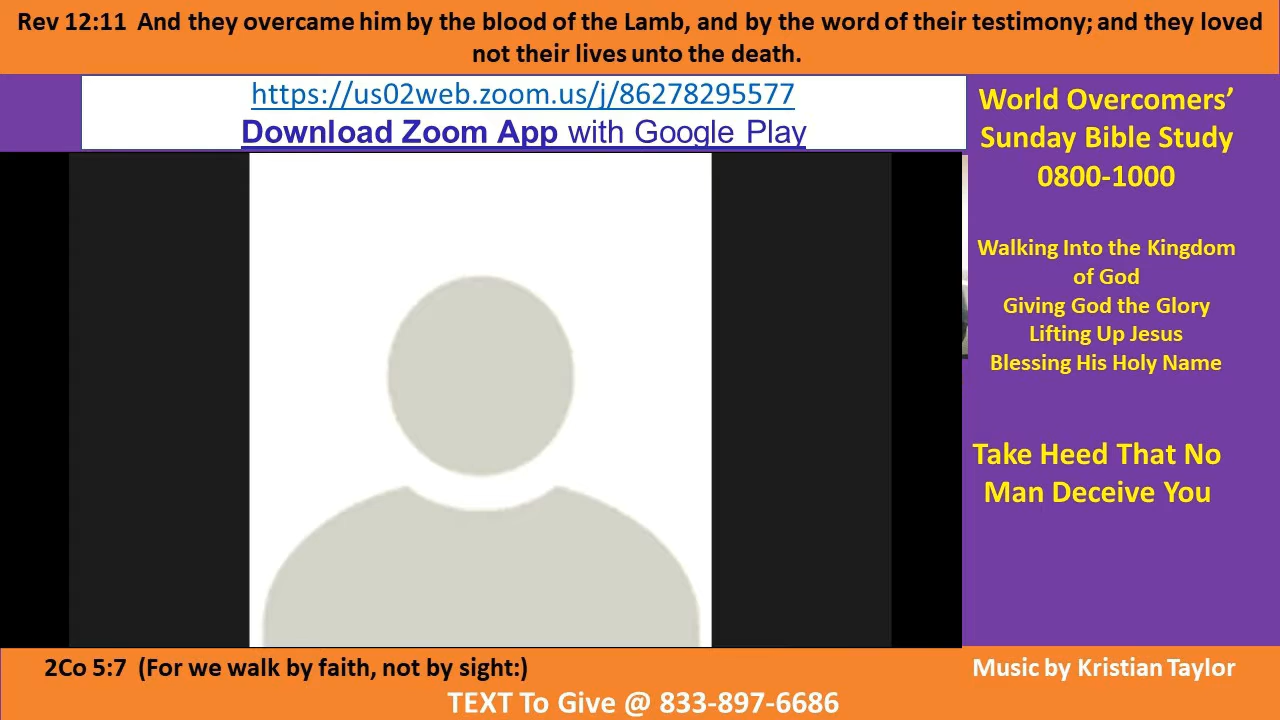 Rev 12:11  And they overcame him by the blood of the Lamb, and by the word of their testimony; and they loved
not their lives unto the death.
https://us02web.zoom.us/j/86278295577
Download Zoom App with Google Play
World Overcomers’
Sunday Bible Study
0800-1000
Walking Into the Kingdom
of God
Giving God the Glory
Lifting Up Jesus
Blessing His Holy Name
Take Heed That No
Man Deceive You
2Co 5:7  (For we walk by faith, not by sight:)
Music by Kristian Taylor
TEXT To Give @ 833-897-6686